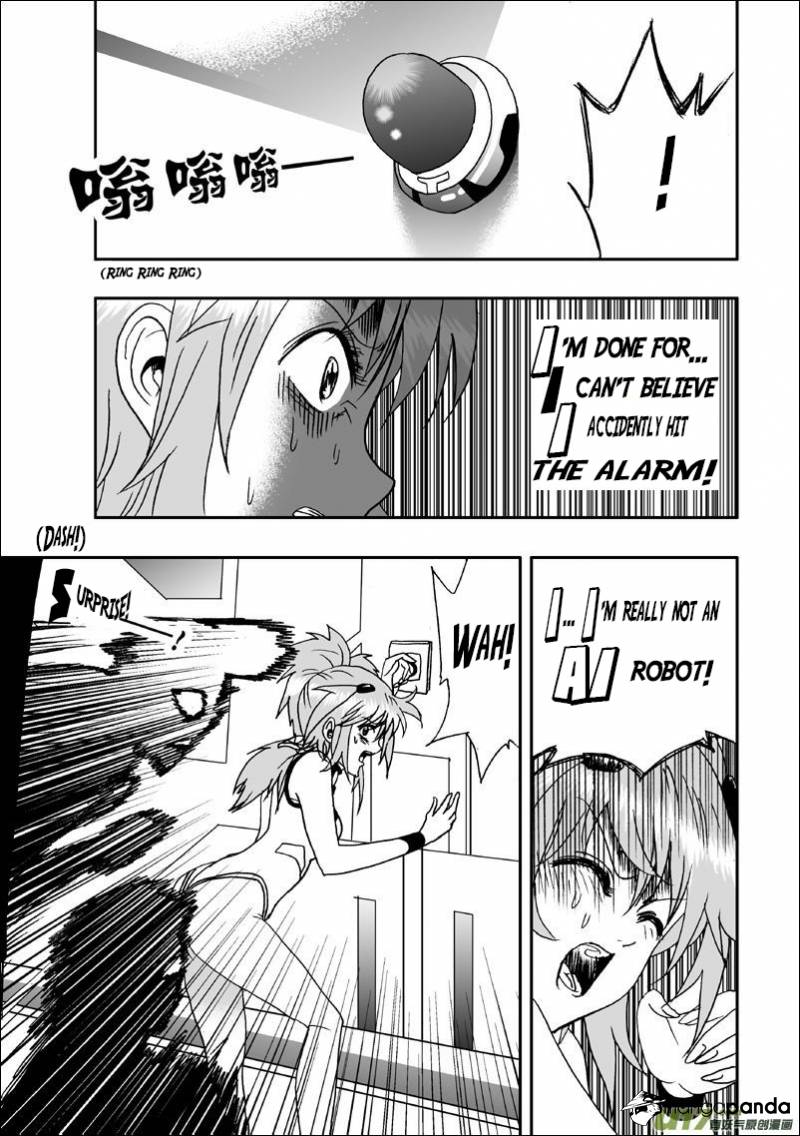 !
嗡嗡嗡—
(RING RING RING)
I'M DONE FOR...
I CAN'T BELIEVE
I ACCIDENTLY HIT
THE ALARM!
(DASH!)
SURPRISE!
!
WAH!
I... I'M REALLY NOT AN
AI ROBOT!
mangapanda
U17
有妖气原创漫画